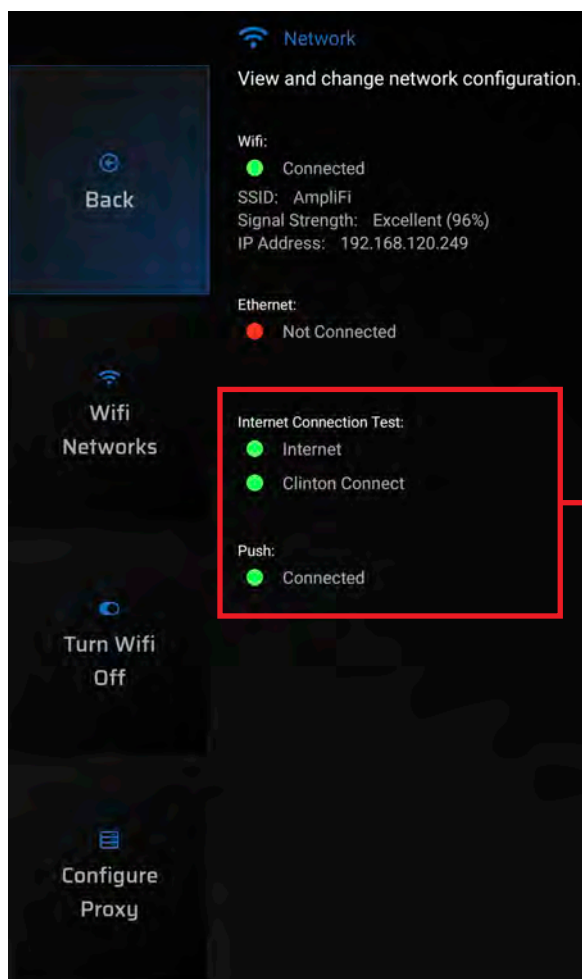 Network
View and change network configuration.
Back
Wifi:
Connected
SSID: AmpliFi
Signal Strength: Excellent (96%)
IP Address: 192.168.120.249
Ethernet:
Not Connected
Wifi
Networks
Internet Connection Test:
Internet
Clinton Connect
Push:
Connected
Turn Wifi
Off
Configure
Proxy